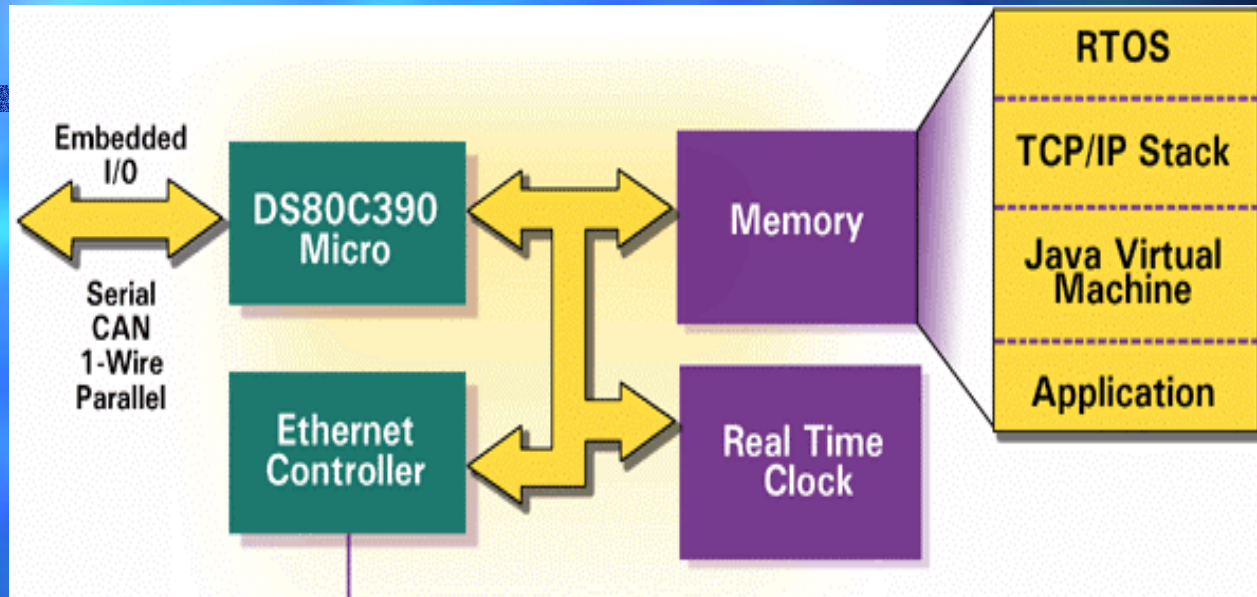 Embedded
I/O
Serial
CAN
1-Wire
Parallel
DS80C390
Micro
Ethernet
Controller
Memory
Real Time
Clock
RTOS
TCP/IP Stack
Java Virtual
Machine
Application